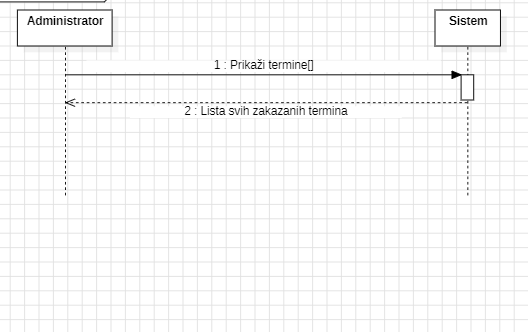 Administrator
Sistem
1 : Prikaži termine[]
2 : Lista svih zakazanih termina